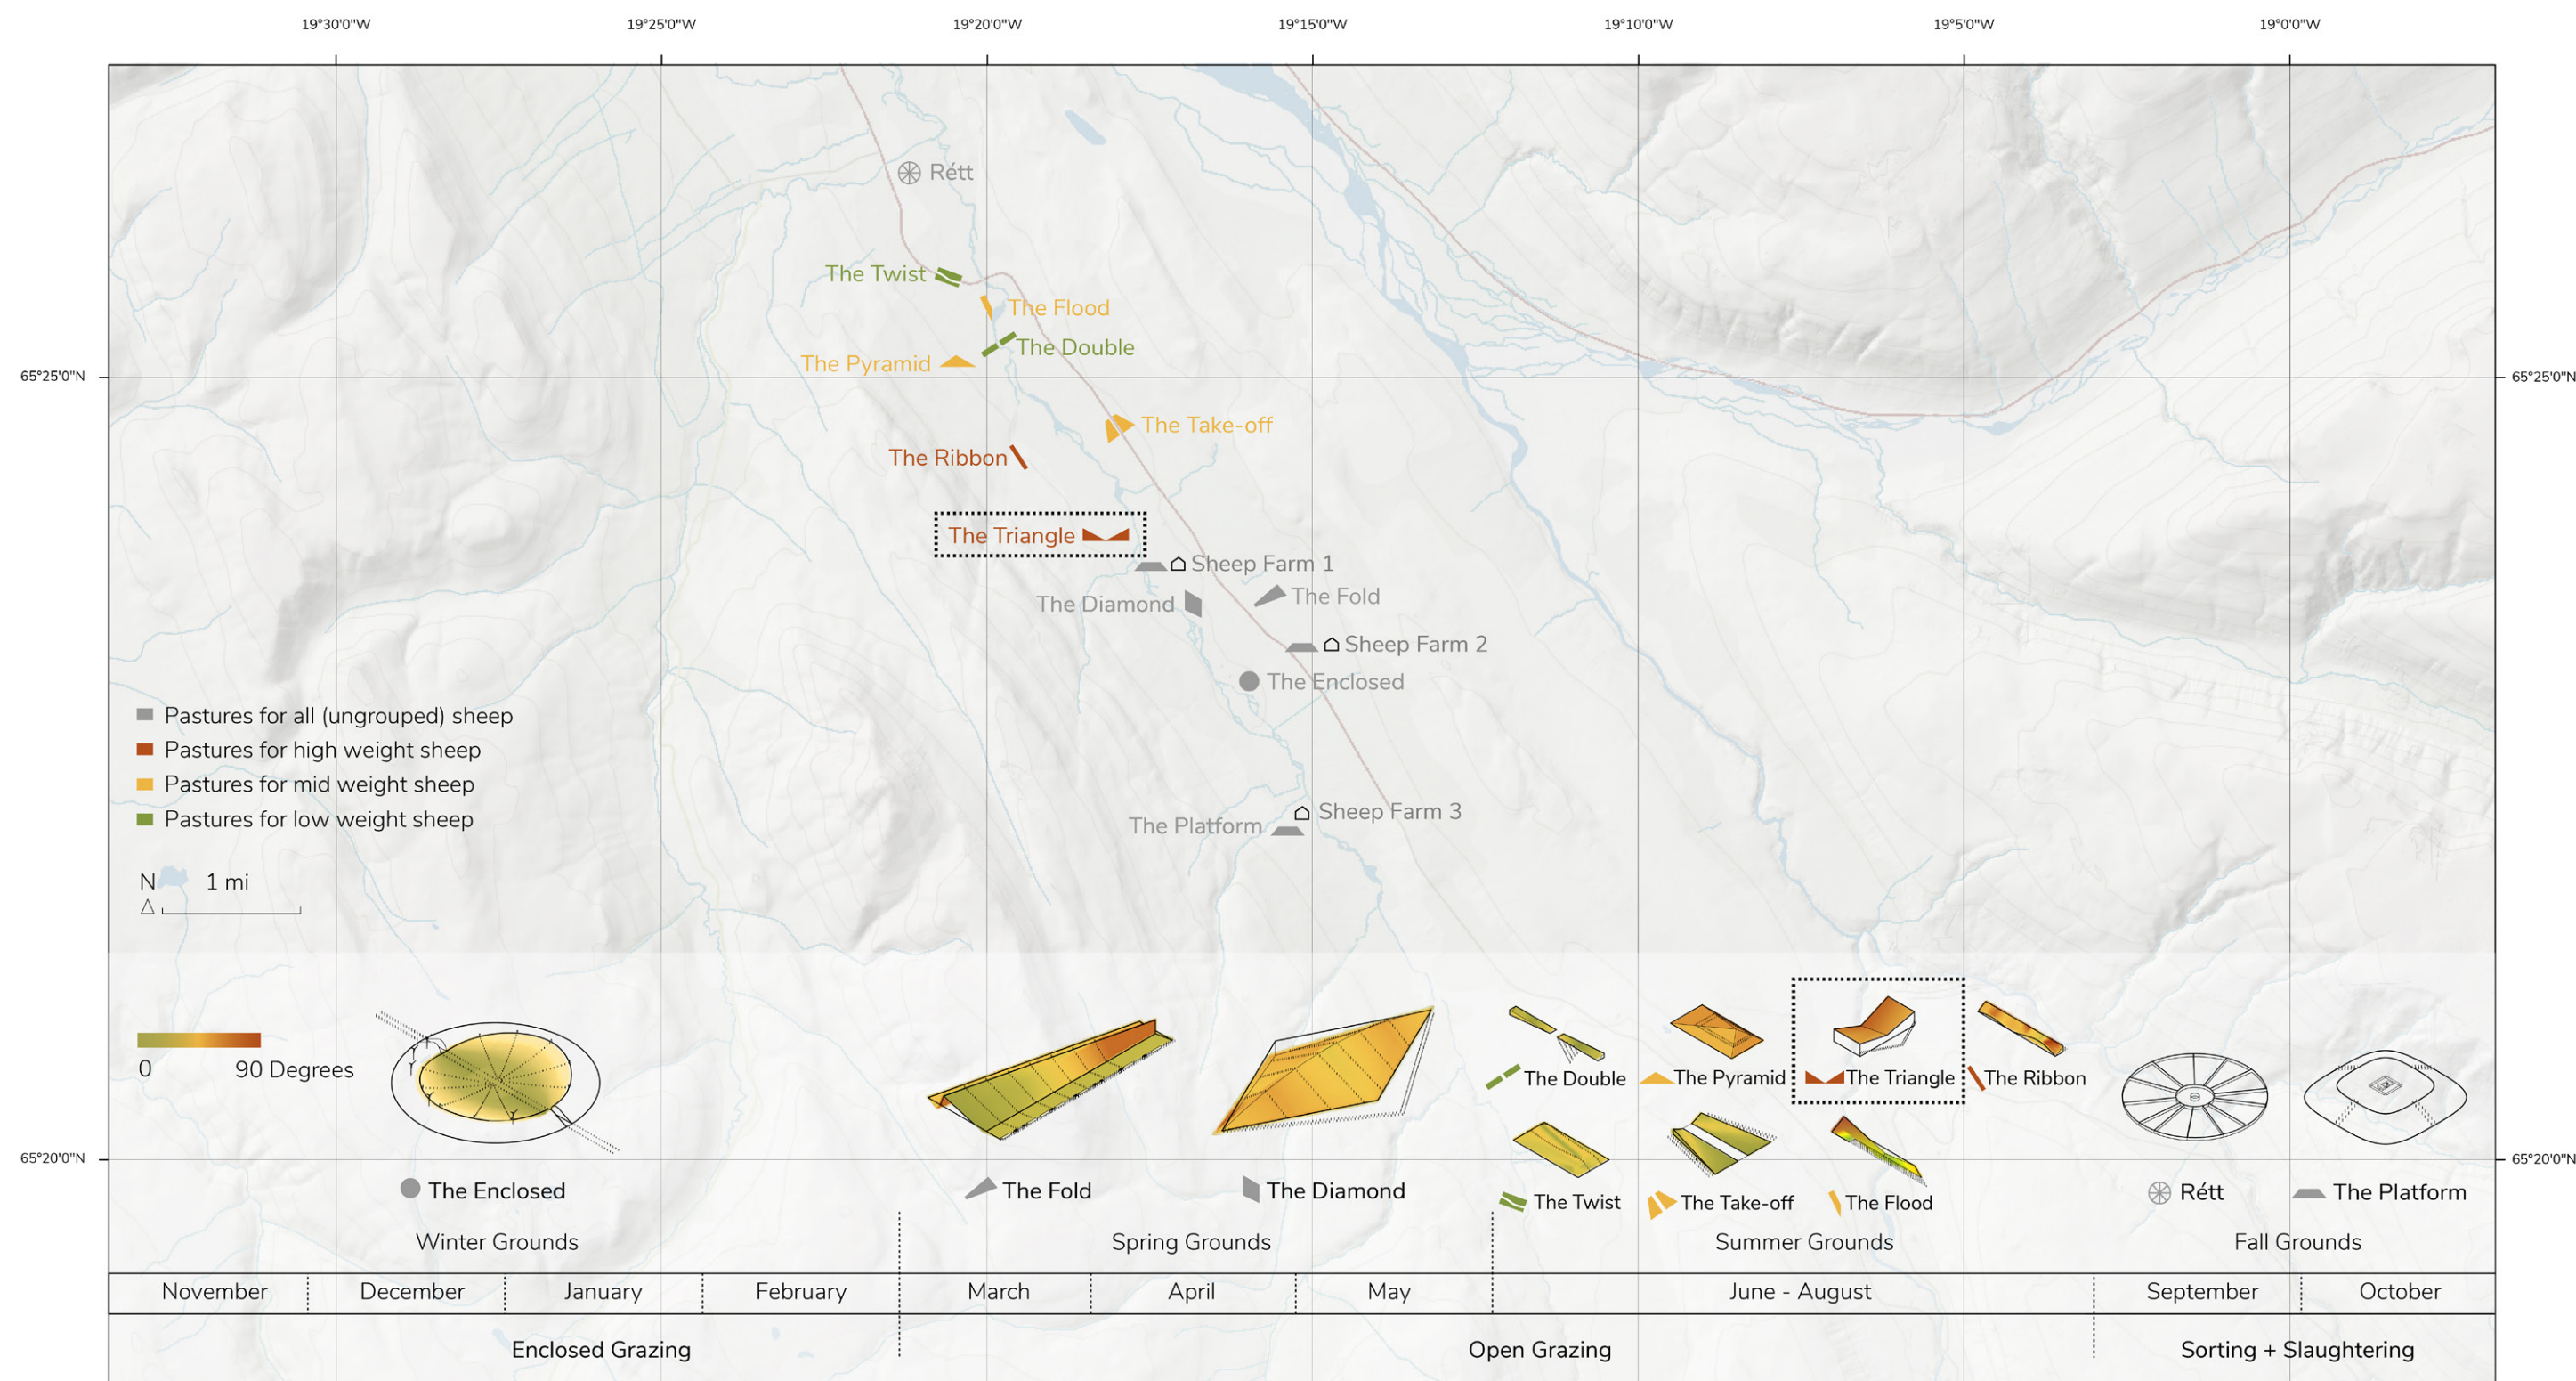 19°30'0"W
19°25'0"W
19°20'0"W
19°15'0"W
19°10'0"W
19°5'0"W
19°0'0"W
Rétt
The Twist
The Flood
The Double
The Pyramid
65°25'0"N
65°25'0"N
The Take-off
The Ribbon
The Triangle
Sheep Farm 1
The Diamond
The Fold
Sheep Farm 2
The Enclosed
Pastures for all (ungrouped) sheep
Pastures for high weight sheep
Pastures for mid weight sheep
Pastures for low weight sheep
Sheep Farm 3
The Platform
N
1 mi
0
90 Degrees
The Double
The Pyramid
The Triangle
The Ribbon
65°20'0"N
65°20'0"N
The Enclosed
The Fold
The Diamond
The Twist
The Take-off
The Flood
Rétt
The Platform
Winter Grounds
Spring Grounds
Summer Grounds
Fall Grounds
November
December
January
February
March
April
May
June - August
September
October
Enclosed Grazing
Open Grazing
Sorting + Slaughtering